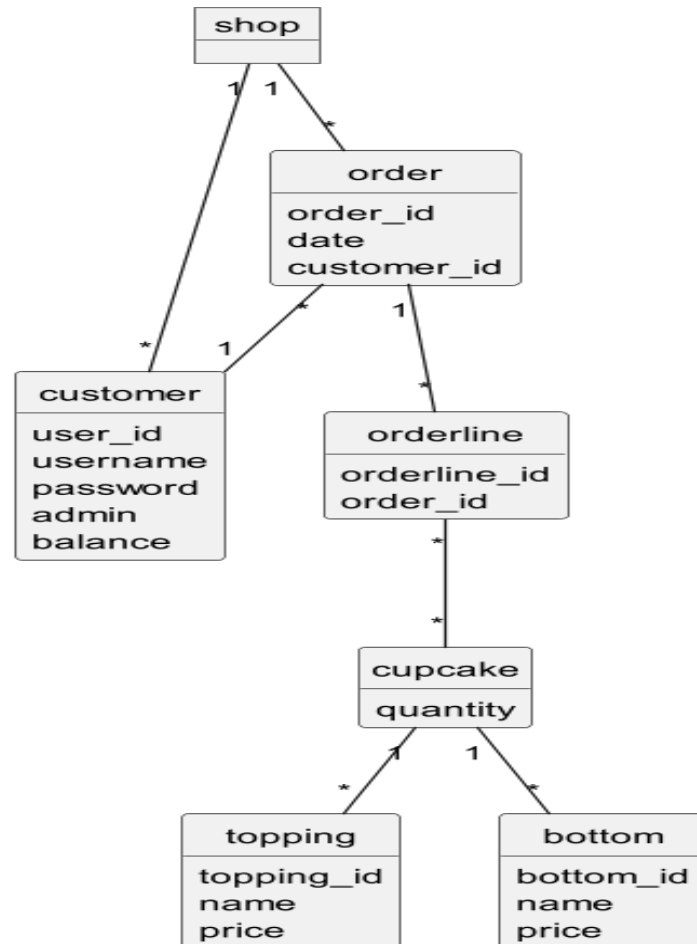 shop
1
1
*
order
order_id
date
customer_id
*
1
1
*
*
customer
user_id
username
password
admin
balance
orderline
orderline_id
order_id
*
*
cupcake
quantity
1
1
*
*
topping
topping_id
name
price
bottom
bottom_id
name
price